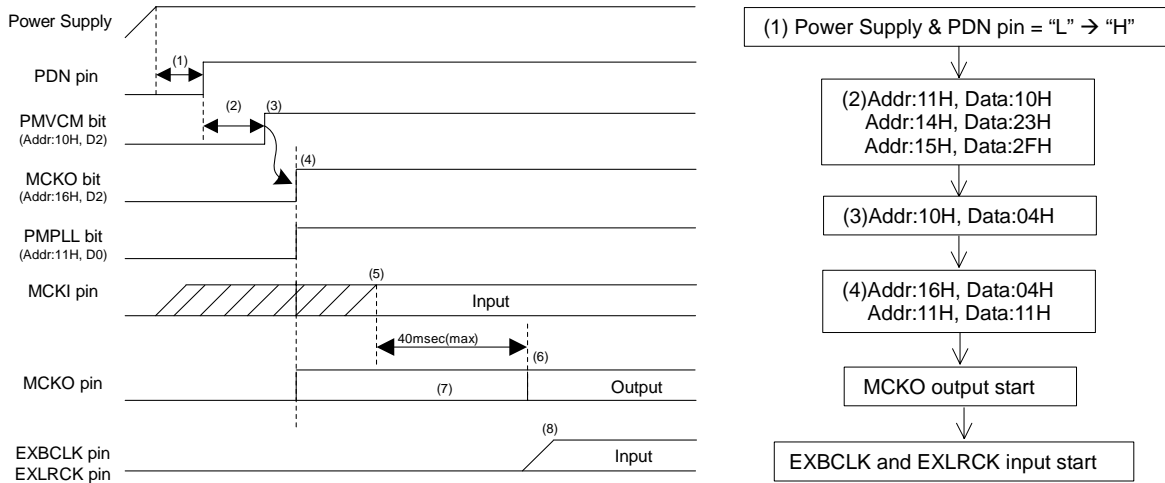 Power Supply
(1)
PDN pin
(2)
(3)
PMVCM bit
(Addr:10H, D2)
(4)
MCKO bit
(Addr:16H, D2)
PMPLL bit
(Addr:11H, D0)
(5)
MCKI pin
Input
40msec(max)
(6)
MCKO pin
(7)
Output
(8)
EXBCLK pin
EXLRCK pin
Input
(1) Power Supply & PDN pin = “L” → “H”
(2)Addr:11H, Data:10H
Addr:14H, Data:23H
Addr:15H, Data:2FH
(3)Addr:10H, Data:04H
(4)Addr:16H, Data:04H
Addr:11H, Data:11H
MCKO output start
EXBCLK and EXLRCK input start